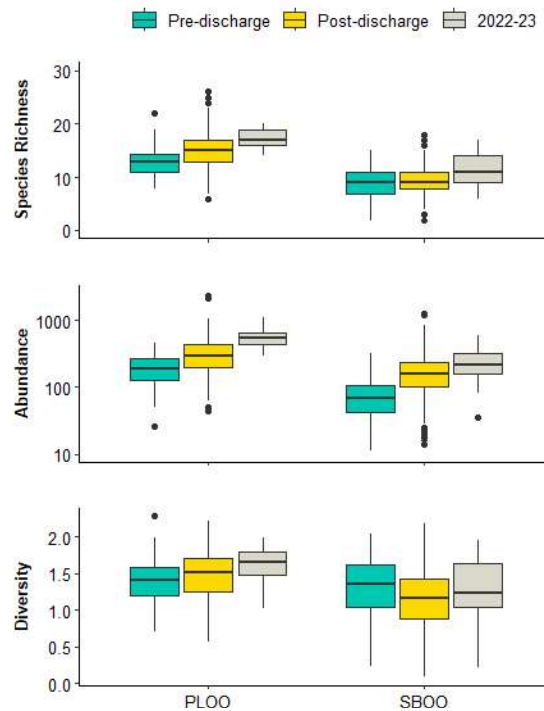 Pre-discharge Post-discharge 2022-23
Species Richness
30
20
10
0
Abundance
1000
100
10
Diversity
2.0
1.5
1.0
0.5
0.0
PLOO SBOO